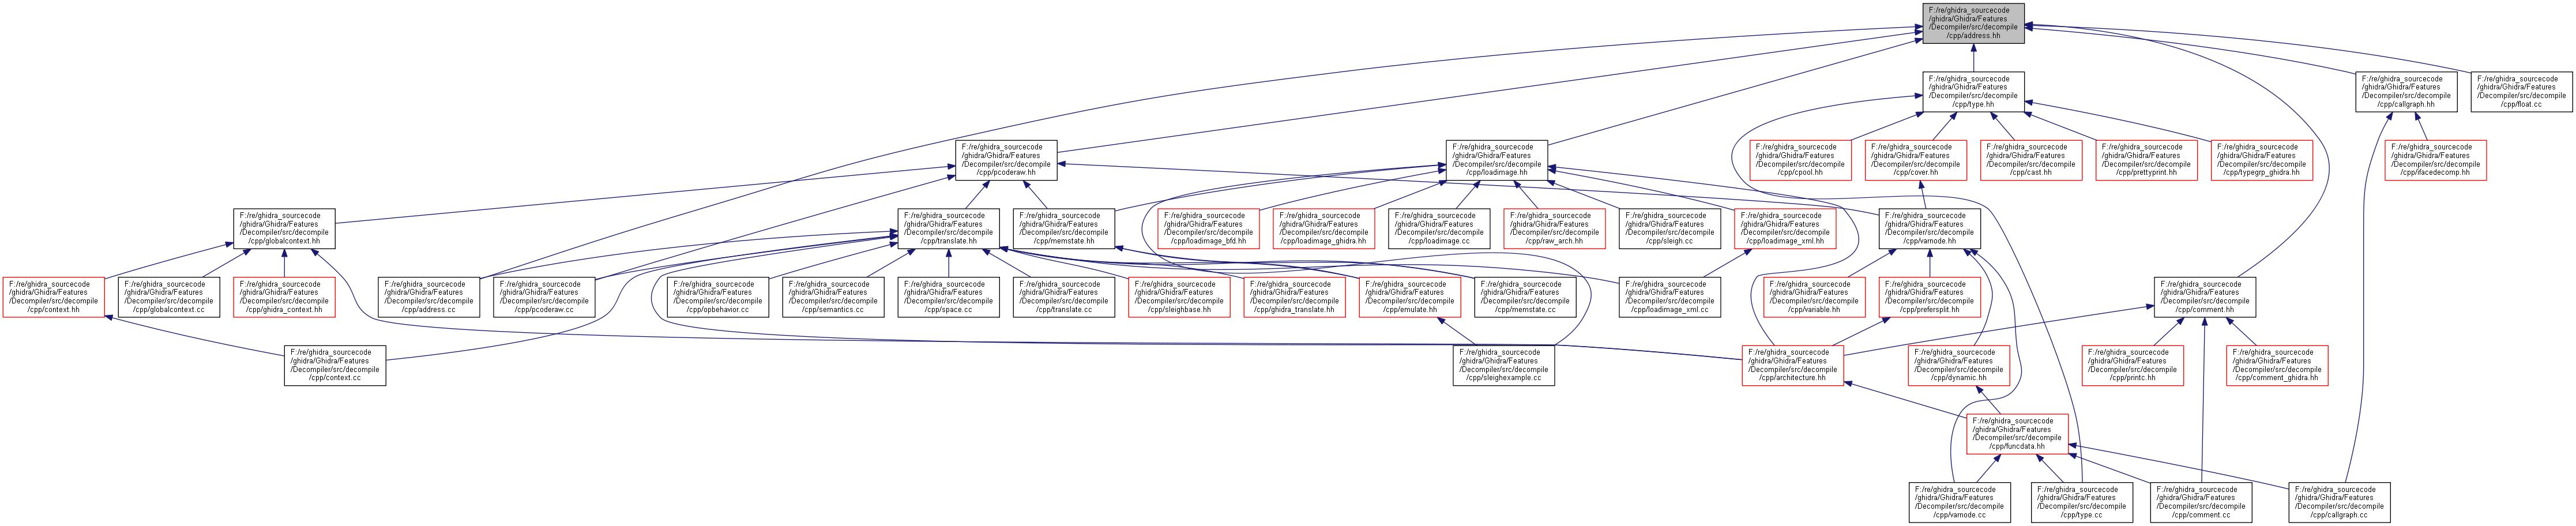 F:/re/ghidra_sourcecode
/ghidra/Ghidra/Features
/Decompiler/src/decompile
/cpp/address.hh
F:/re/ghidra_sourcecode
/ghidra/Ghidra/Features
/Decompiler/src/decompile
/cpp/type.hh
F:/re/ghidra_sourcecode
/ghidra/Ghidra/Features
/Decompiler/src/decompile
/cpp/callgraph.hh
F:/re/ghidra_sourcecode
/ghidra/Ghidra/Features
/Decompiler/src/decompile
/cpp/float.cc
F:/re/ghidra_sourcecode
/ghidra/Ghidra/Features
/Decompiler/src/decompile
/cpp/pcoderaw.hh
F:/re/ghidra_sourcecode
/ghidra/Ghidra/Features
/Decompiler/src/decompile
/cpp/loadimage.hh
F:/re/ghidra_sourcecode
/ghidra/Ghidra/Features
/Decompiler/src/decompile
/cpp/cpool.hh
F:/re/ghidra_sourcecode
/ghidra/Ghidra/Features
/Decompiler/src/decompile
/cpp/cover.hh
F:/re/ghidra_sourcecode
/ghidra/Ghidra/Features
/Decompiler/src/decompile
/cpp/cast.hh
F:/re/ghidra_sourcecode
/ghidra/Ghidra/Features
/Decompiler/src/decompile
/cpp/prettyprint.hh
F:/re/ghidra_sourcecode
/ghidra/Ghidra/Features
/Decompiler/src/decompile
/cpp/typegrp_ghidra.hh
F:/re/ghidra_sourcecode
/ghidra/Ghidra/Features
/Decompiler/src/decompile
/cpp/ifacedecomp.hh
F:/re/ghidra_sourcecode
/ghidra/Ghidra/Features
/Decompiler/src/decompile
/cpp/globalcontext.hh
F:/re/ghidra_sourcecode
/ghidra/Ghidra/Features
/Decompiler/src/decompile
/cpp/translate.hh
F:/re/ghidra_sourcecode
/ghidra/Ghidra/Features
/Decompiler/src/decompile
/cpp/memstate.hh
F:/re/ghidra_sourcecode
/ghidra/Ghidra/Features
/Decompiler/src/decompile
/cpp/loadimage_bfd.hh
F:/re/ghidra_sourcecode
/ghidra/Ghidra/Features
/Decompiler/src/decompile
/cpp/loadimage_ghidra.hh
F:/re/ghidra_sourcecode
/ghidra/Ghidra/Features
/Decompiler/src/decompile
/cpp/loadimage.cc
F:/re/ghidra_sourcecode
/ghidra/Ghidra/Features
/Decompiler/src/decompile
/cpp/raw_arch.hh
F:/re/ghidra_sourcecode
/ghidra/Ghidra/Features
/Decompiler/src/decompile
/cpp/sleigh.cc
F:/re/ghidra_sourcecode
/ghidra/Ghidra/Features
/Decompiler/src/decompile
/cpp/loadimage_xml.hh
F:/re/ghidra_sourcecode
/ghidra/Ghidra/Features
/Decompiler/src/decompile
/cpp/varnode.hh
F:/re/ghidra_sourcecode
/ghidra/Ghidra/Features
/Decompiler/src/decompile
/cpp/context.hh
F:/re/ghidra_sourcecode
/ghidra/Ghidra/Features
/Decompiler/src/decompile
/cpp/globalcontext.cc
F:/re/ghidra_sourcecode
/ghidra/Ghidra/Features
/Decompiler/src/decompile
/cpp/ghidra_context.hh
F:/re/ghidra_sourcecode
/ghidra/Ghidra/Features
/Decompiler/src/decompile
/cpp/address.cc
F:/re/ghidra_sourcecode
/ghidra/Ghidra/Features
/Decompiler/src/decompile
/cpp/pcoderaw.cc
F:/re/ghidra_sourcecode
/ghidra/Ghidra/Features
/Decompiler/src/decompile
/cpp/opbehavior.cc
F:/re/ghidra_sourcecode
/ghidra/Ghidra/Features
/Decompiler/src/decompile
/cpp/semantics.cc
F:/re/ghidra_sourcecode
/ghidra/Ghidra/Features
/Decompiler/src/decompile
/cpp/space.cc
F:/re/ghidra_sourcecode
/ghidra/Ghidra/Features
/Decompiler/src/decompile
/cpp/translate.cc
F:/re/ghidra_sourcecode
/ghidra/Ghidra/Features
/Decompiler/src/decompile
/cpp/sleighbase.hh
F:/re/ghidra_sourcecode
/ghidra/Ghidra/Features
/Decompiler/src/decompile
/cpp/ghidra_translate.hh
F:/re/ghidra_sourcecode
/ghidra/Ghidra/Features
/Decompiler/src/decompile
/cpp/emulate.hh
F:/re/ghidra_sourcecode
/ghidra/Ghidra/Features
/Decompiler/src/decompile
/cpp/memstate.cc
F:/re/ghidra_sourcecode
/ghidra/Ghidra/Features
/Decompiler/src/decompile
/cpp/loadimage_xml.cc
F:/re/ghidra_sourcecode
/ghidra/Ghidra/Features
/Decompiler/src/decompile
/cpp/variable.hh
F:/re/ghidra_sourcecode
/ghidra/Ghidra/Features
/Decompiler/src/decompile
/cpp/prefersplit.hh
F:/re/ghidra_sourcecode
/ghidra/Ghidra/Features
/Decompiler/src/decompile
/cpp/comment.hh
F:/re/ghidra_sourcecode
/ghidra/Ghidra/Features
/Decompiler/src/decompile
/cpp/context.cc
F:/re/ghidra_sourcecode
/ghidra/Ghidra/Features
/Decompiler/src/decompile
/cpp/sleighexample.cc
F:/re/ghidra_sourcecode
/ghidra/Ghidra/Features
/Decompiler/src/decompile
/cpp/architecture.hh
F:/re/ghidra_sourcecode
/ghidra/Ghidra/Features
/Decompiler/src/decompile
/cpp/dynamic.hh
F:/re/ghidra_sourcecode
/ghidra/Ghidra/Features
/Decompiler/src/decompile
/cpp/printc.hh
F:/re/ghidra_sourcecode
/ghidra/Ghidra/Features
/Decompiler/src/decompile
/cpp/comment_ghidra.hh
F:/re/ghidra_sourcecode
/ghidra/Ghidra/Features
/Decompiler/src/decompile
/cpp/funcdata.hh
F:/re/ghidra_sourcecode
/ghidra/Ghidra/Features
/Decompiler/src/decompile
/cpp/varnode.cc
F:/re/ghidra_sourcecode
/ghidra/Ghidra/Features
/Decompiler/src/decompile
/cpp/type.cc
F:/re/ghidra_sourcecode
/ghidra/Ghidra/Features
/Decompiler/src/decompile
/cpp/comment.cc
F:/re/ghidra_sourcecode
/ghidra/Ghidra/Features
/Decompiler/src/decompile
/cpp/callgraph.cc